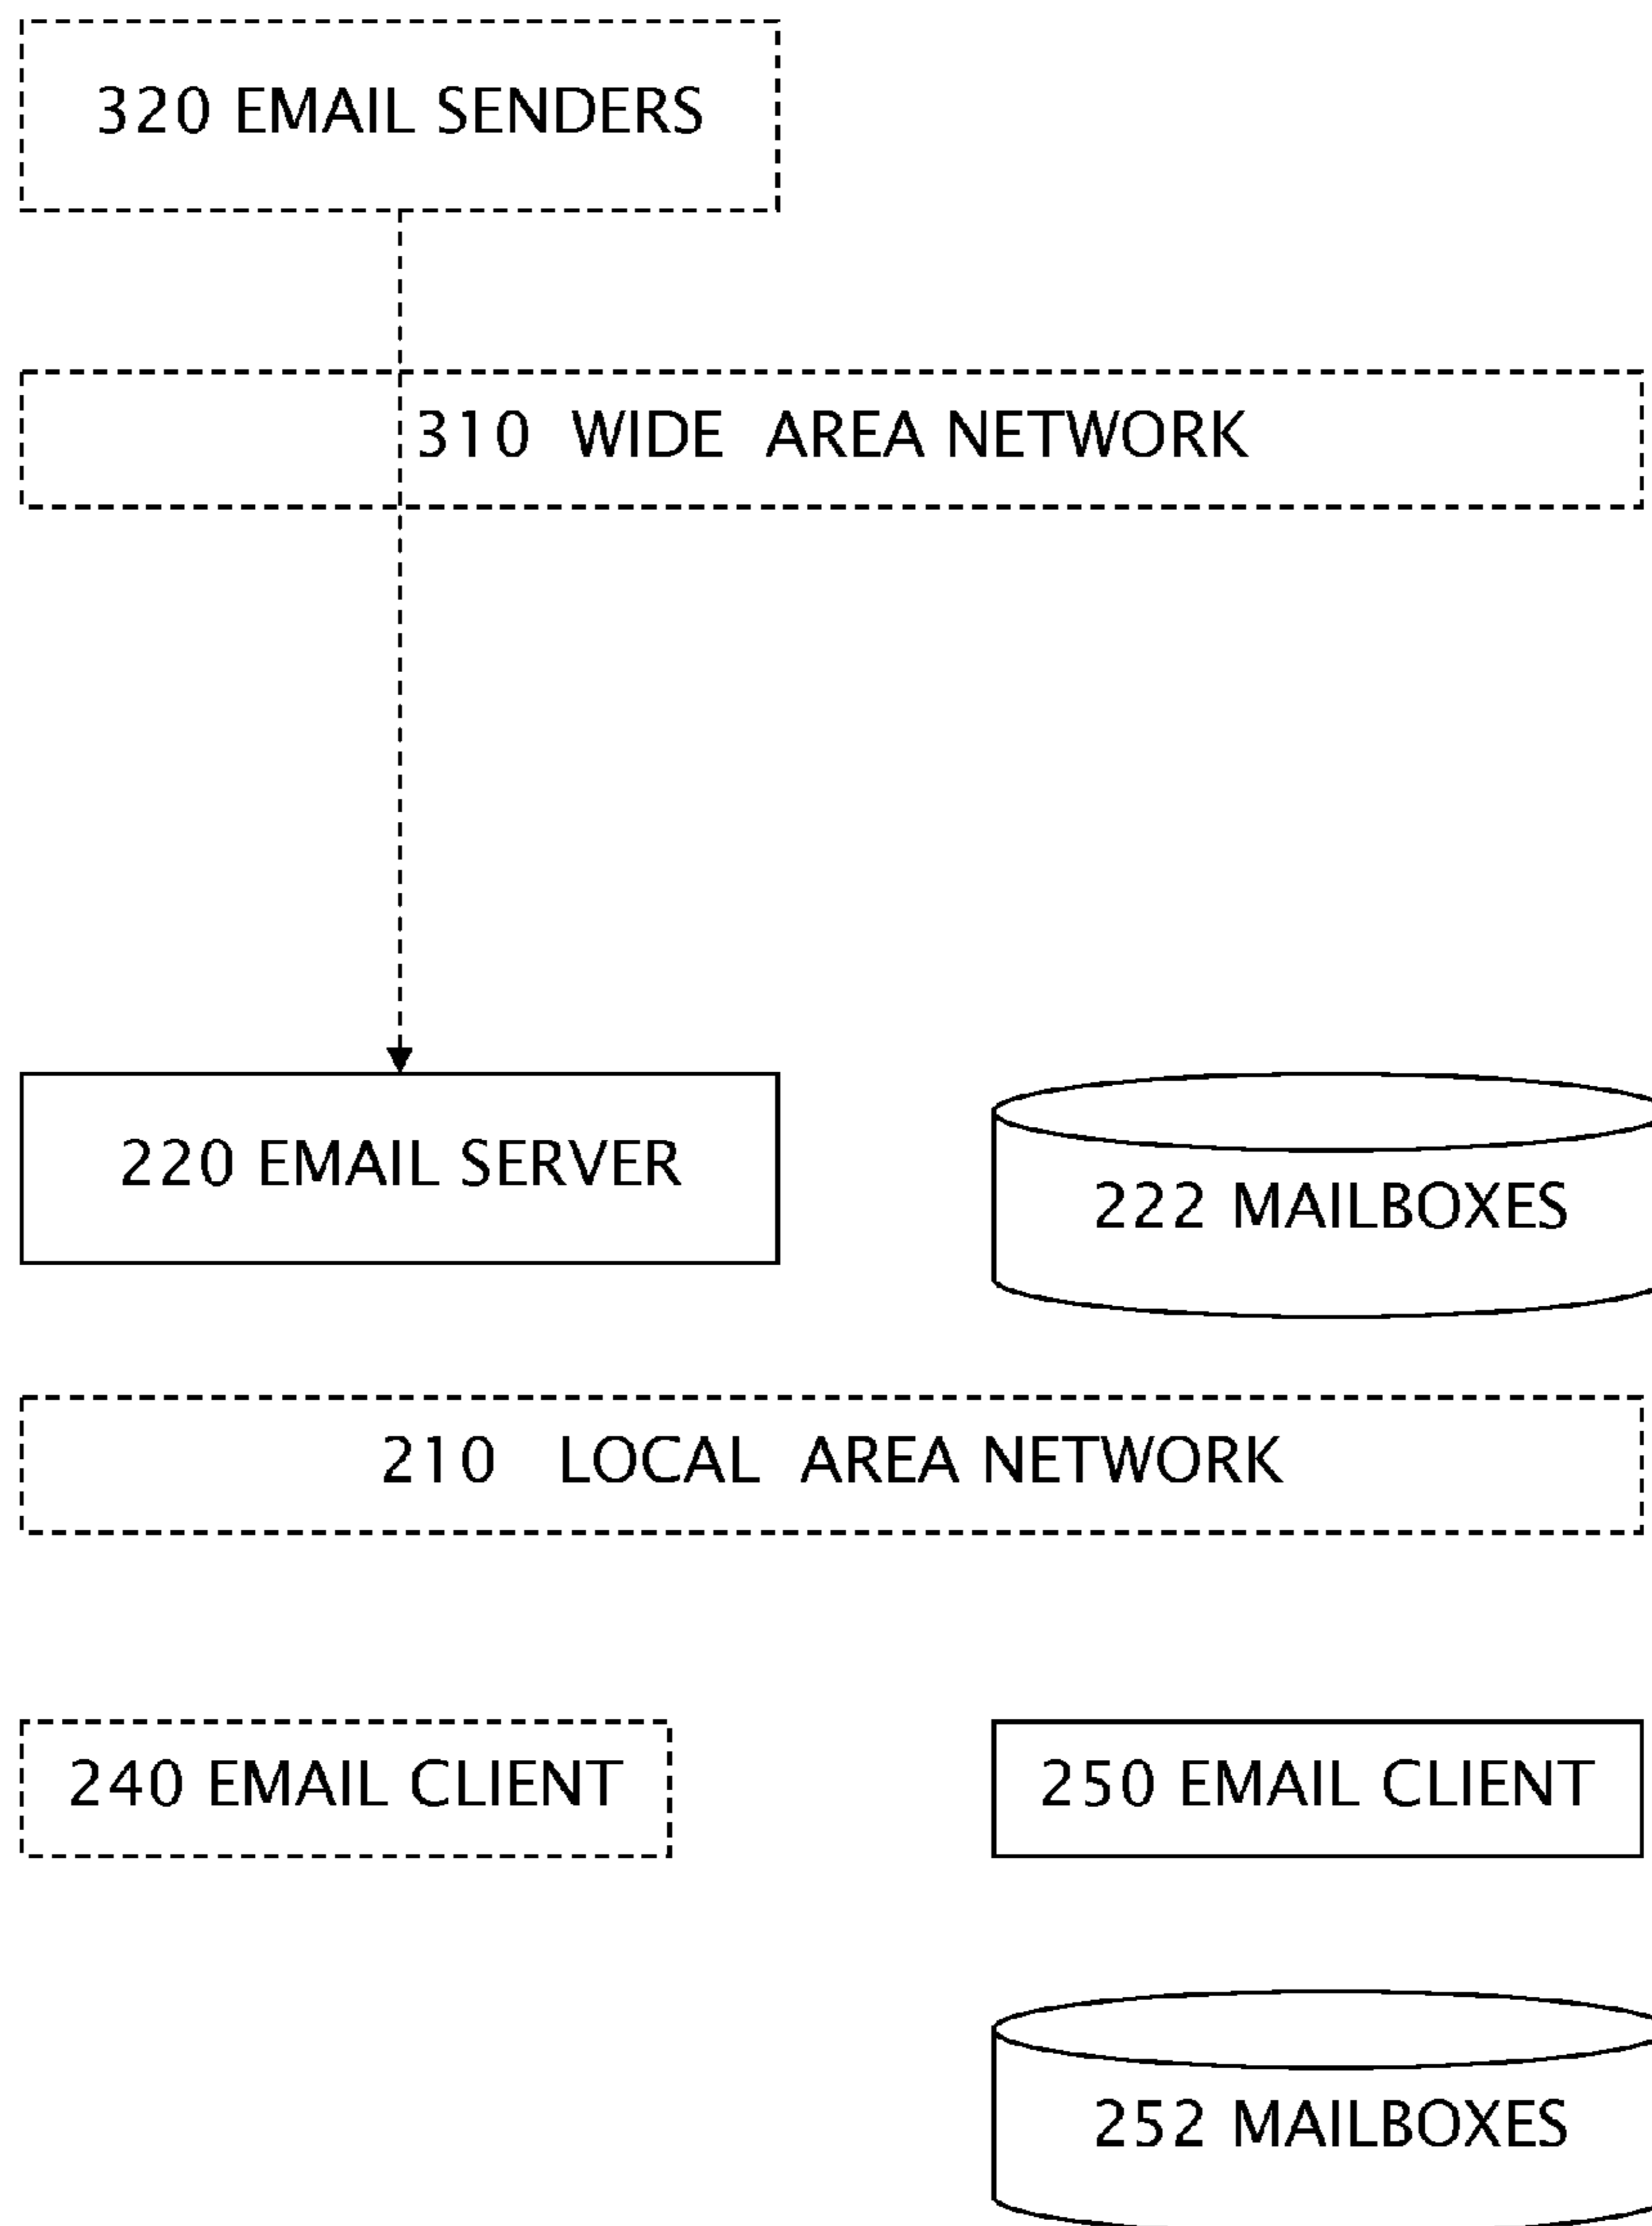 320 EMAIL SENDERS
310 WIDE AREA NETWORK
220 EMAIL SERVER
222 MAILBOXES
210 LOCAL AREA NETWORK
240 EMAIL CLIENT
250 EMAIL CLIENT
252 MAILBOXES